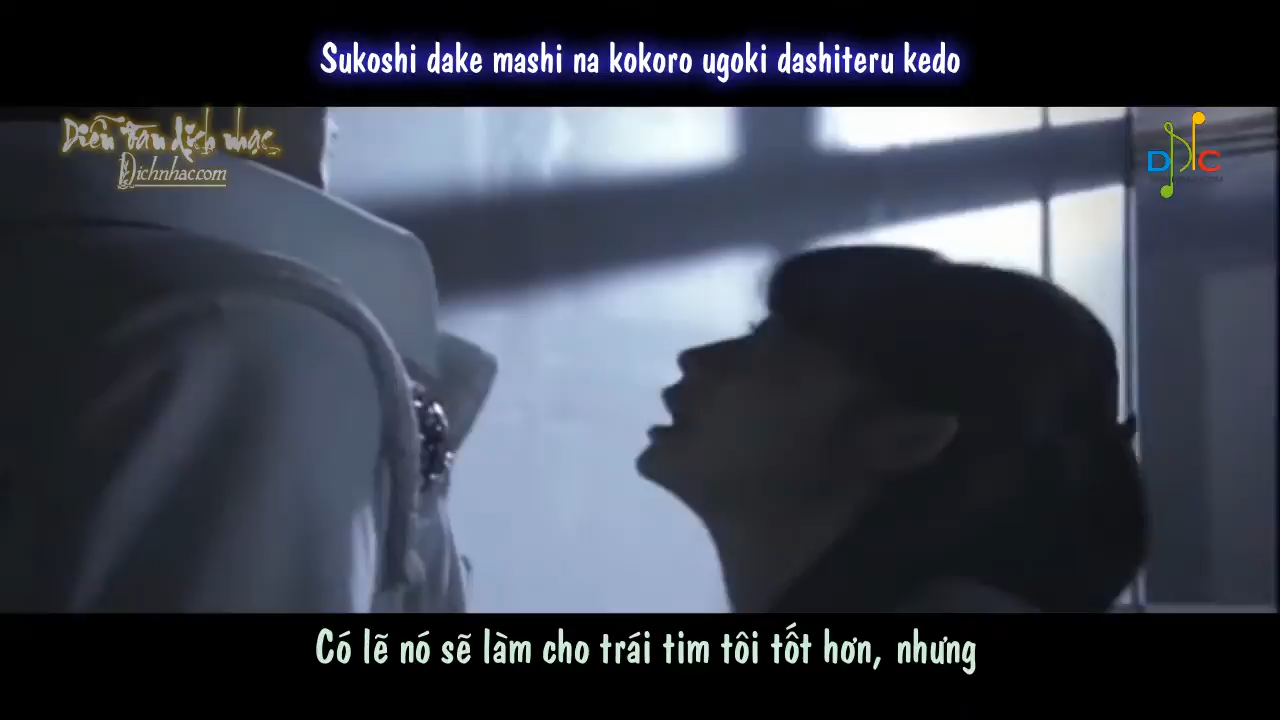 Sukoshi dake mashi na kokoro ugoki dashiteru kedo
Diễn đàn dịch nhạc
Dichnhac.com
DNC
Có lẽ nó sẽ làm cho trái tim tôi tốt hơn, nhưng